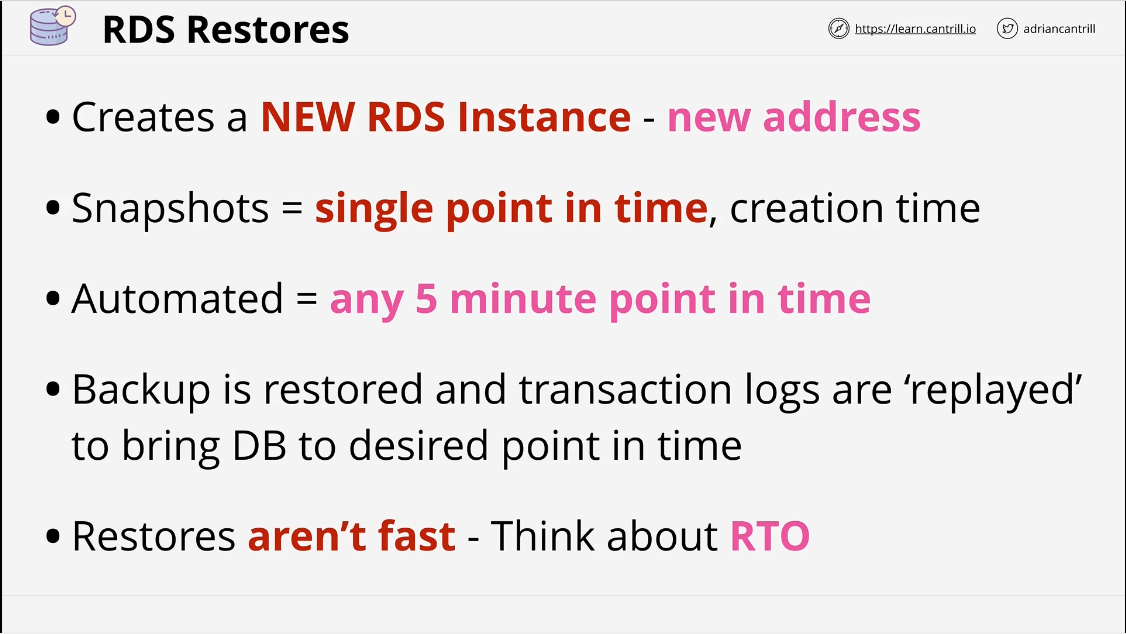 RDS Restores
https://learn.cantrill.io
adriancantrill
• Creates a NEW RDS Instance - new address
• Snapshots = single point in time, creation time
• Automated = any 5 minute point in time
• Backup is restored and transaction logs are ‘replayed’
to bring DB to desired point in time
• Restores aren’t fast - Think about RTO